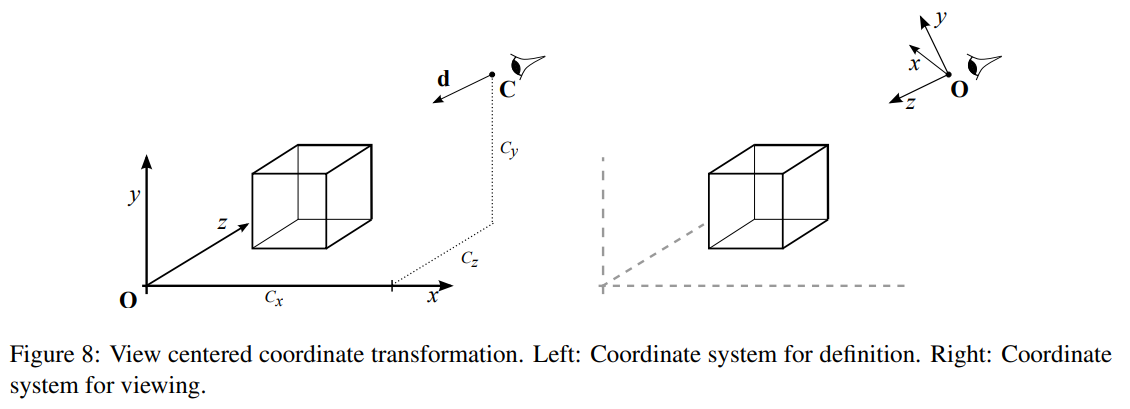 y
d
C
x
y
z
O
C_y
y
z
C_z
O
C_x
x
Figure 8: View centered coordinate transformation. Left: Coordinate system for definition. Right: Coordinate
system for viewing.